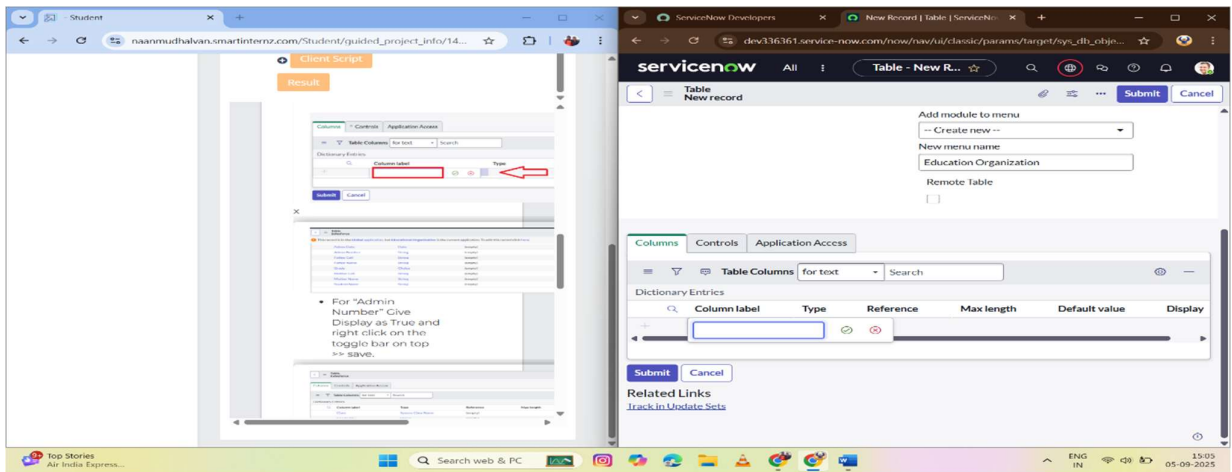 - Student
naanmudhalvan.smartinternz.com/Student/guided_project_info/14...
Client Script
Result
Columns * Controls Application Access
Table Columns for text Search
Dictionary Entries
Column label Type
Submit Cancel
• For "Admin
Number" Give
Display as True and
right click on the
toggle bar on top
>> save.
ServiceNow Developers
New Record | Table | ServiceNo
dev336361.service-now.com/now/nav/ui/classic/params/target/sys_db_obje...
servicenow All Table - New R...
Table
New record
Submit Cancel
Add module to menu
-- Create new --
New menu name
Education Organization
Remote Table
Columns Controls Application Access
Table Columns for text Search
Dictionary Entries
Column label Type Reference Max length Default value Display
Submit Cancel
Related Links
Track in Update Sets
9+ Top Stories
Air India Express...
Search web & PC
ENG
IN
15:05
05-09-2025